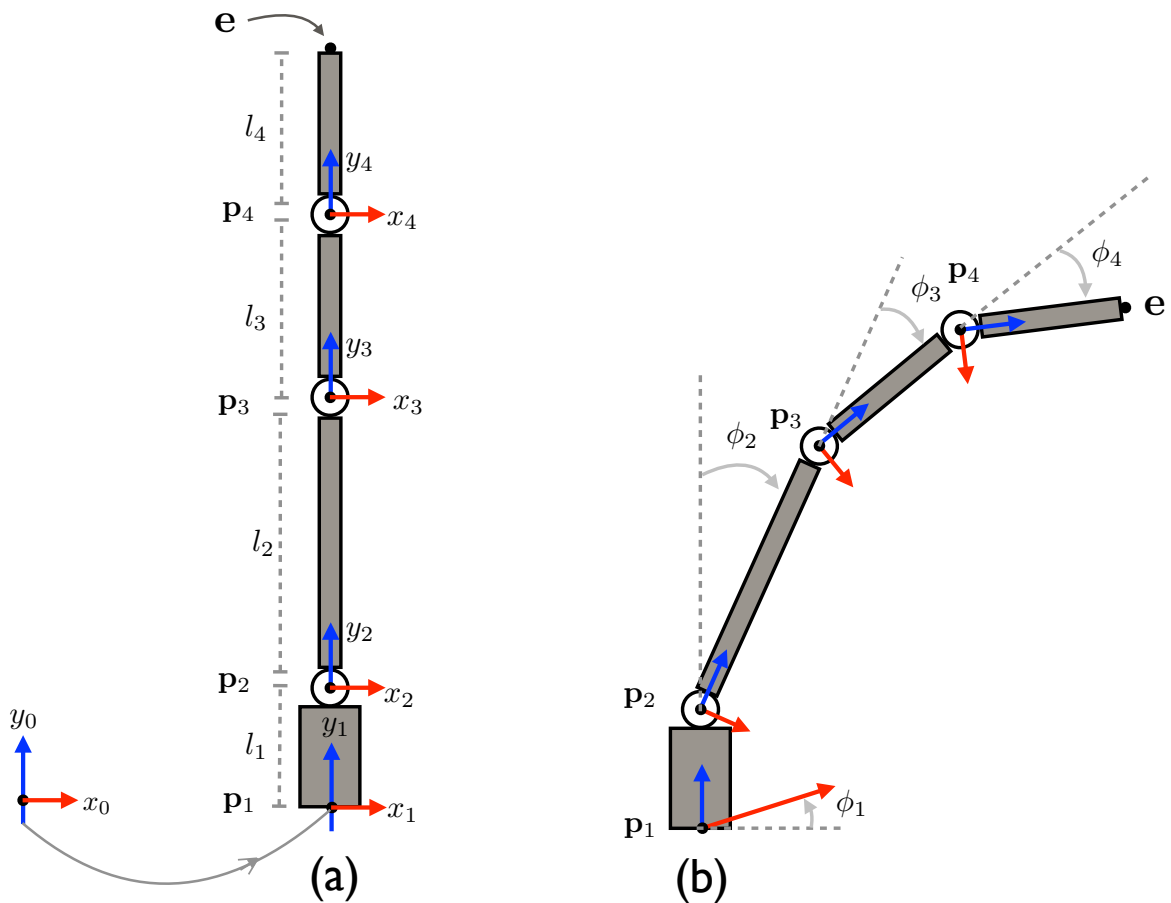 e
l₄
y₄
p₄
x₄
l₃
y₃
p₃
x₃
l₂
y₂
p₂
x₂
y₁
l₁
p₁
x₁
y₀
x₀
(a)
ϕ₄
p₄
ϕ₃
e
p₃
ϕ₂
p₂
ϕ₁
p₁
(b)